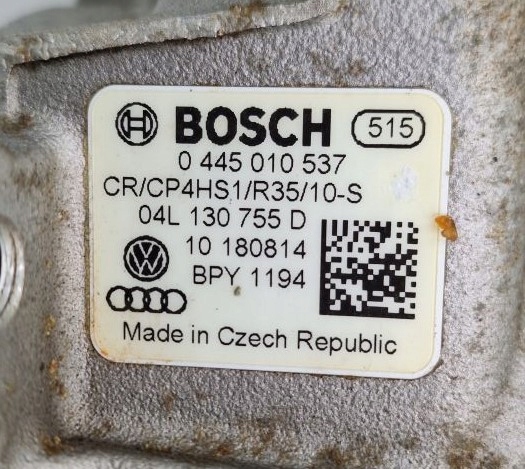 BOSCH 515
0 445 010 537
CR/CP4HS1/R35/10-S
04L 130 755 D
10 180814
BPY 1194
Made in Czech Republic